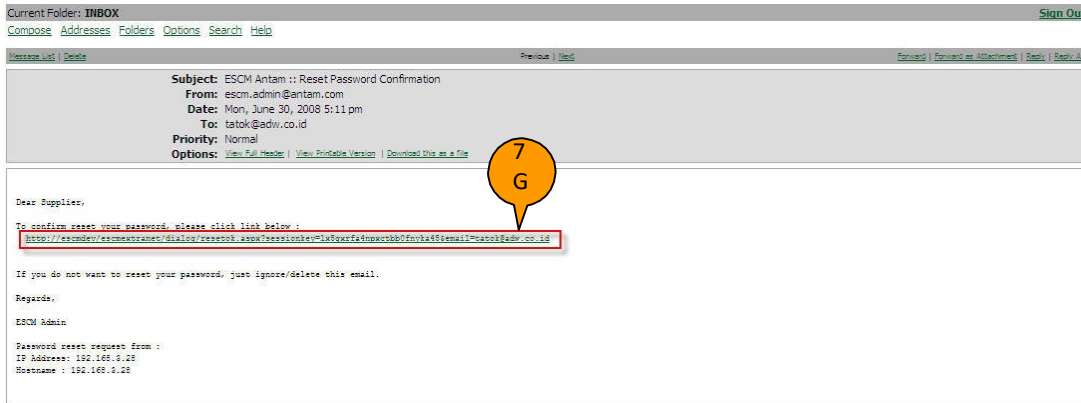 Current Folder: INBOX Sign Ou
Compose Addresses Folders Options Search Help
Message List | Delete Previous | Next Forward | Forward as Attachment | Reply | Reply A
Subject: ESCM Antam :: Reset Password Confirmation
From: escm.admin@antam.com
Date: Mon, June 30, 2008 5:11 pm
To: tatok@adw.co.id
Priority: Normal
Options: View Full Header | View Printable Version | Download this as a file
7
G
Dear Supplier,
To confirm reset your password, please click link below :
If you do not want to reset your password, just ignore/delete this email.
Regards,
ESCM Admin
Password reset request from :
IP Address: 192.168.3.28
Hostname : 192.168.3.28